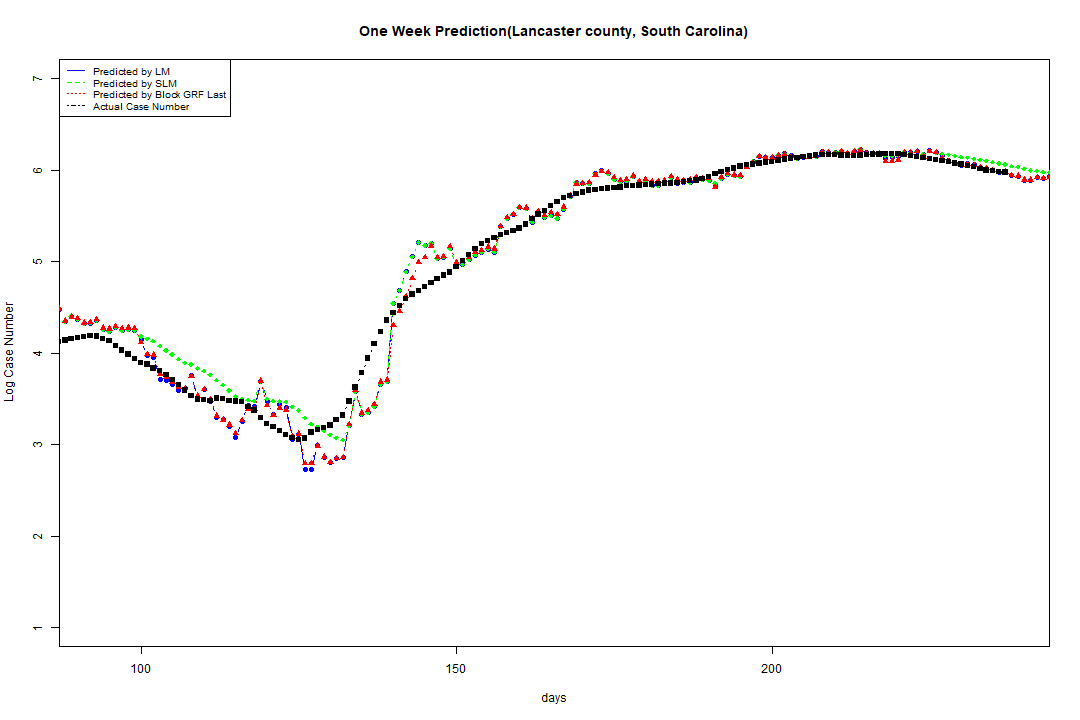 One Week Prediction(Lancaster county, South Carolina)
Predicted by LM
Predicted by SLM
Predicted by Block GRF Last
Actual Case Number
7
6
5
4
3
2
1
Log Case Number
100 150 200
days